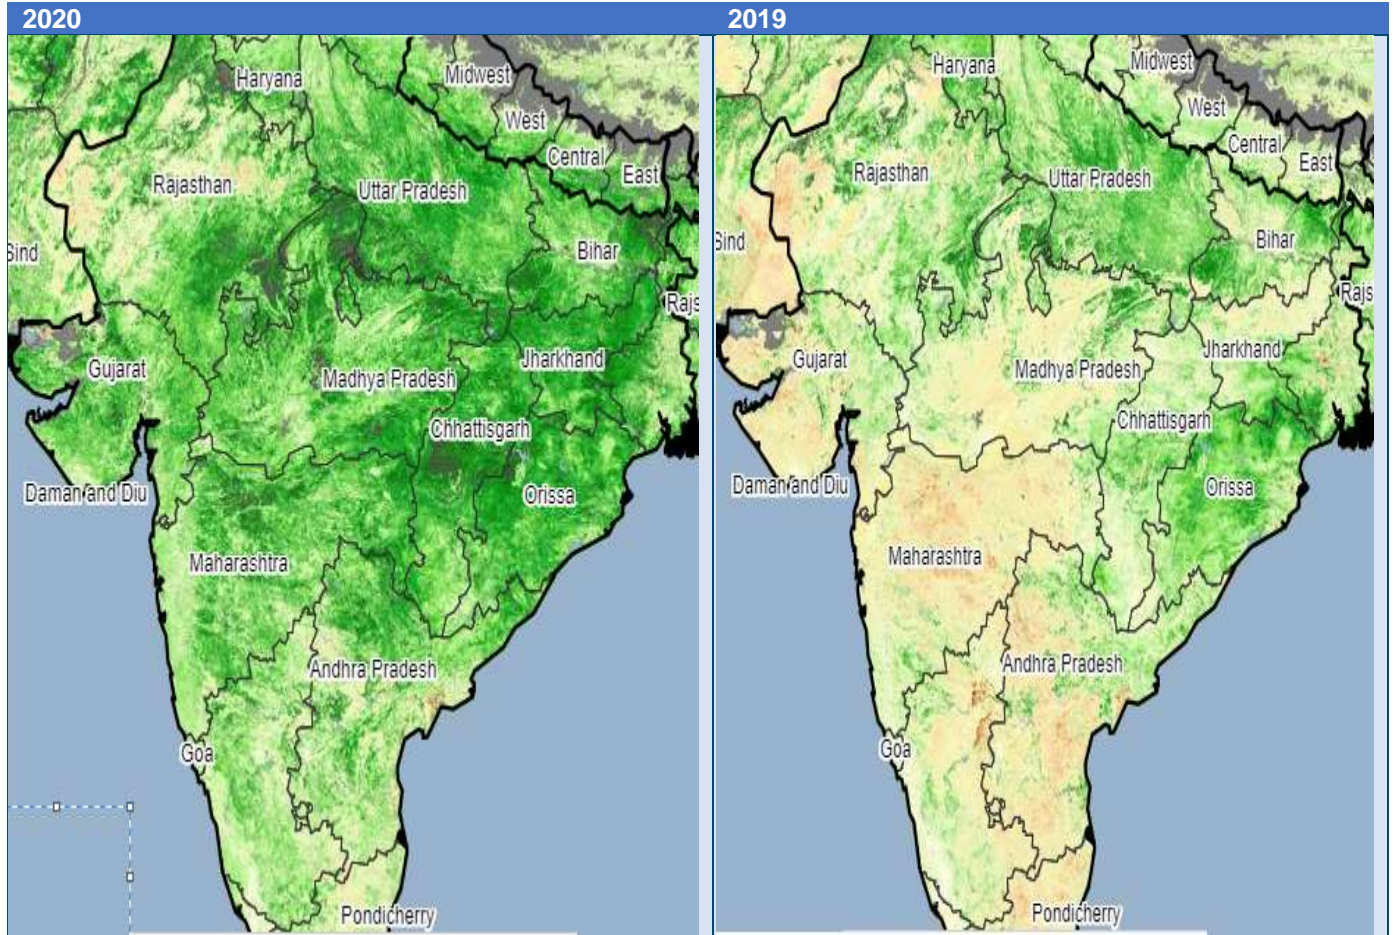 2020
2019
Haryana
Midwest
West
Central
East
Rajasthan
Uttar Pradesh
Sind
Bihar
Rajs
Gujarat
Jharkhand
Madhya Pradesh
Chhattisgarh
Daman and Diu
Orissa
Maharashtra
Andhra Pradesh
Goa
Pondicherry
Haryana
Midwest
West
Central
East
Rajasthan
Uttar Pradesh
Sind
Bihar
Rajs
Gujarat
Jharkhand
Madhya Pradesh
Chhattisgarh
Daman and Diu
Orissa
Maharashtra
Andhra Pradesh
Goa
Pondicherry